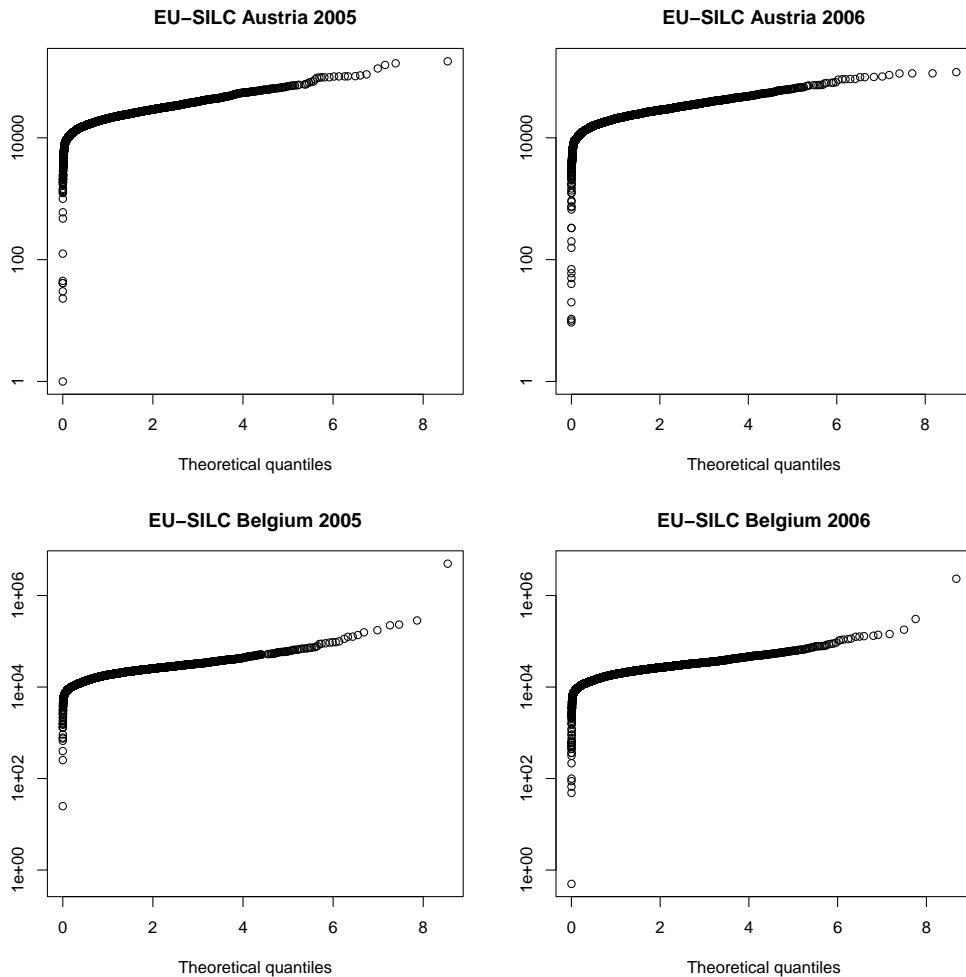 EU−SILC Austria 2005
10000
100
1
0 2 4 6 8
Theoretical quantiles
EU−SILC Austria 2006
10000
100
1
0 2 4 6 8
Theoretical quantiles
EU−SILC Belgium 2005
1e+06
1e+04
1e+02
1e+00
0 2 4 6 8
Theoretical quantiles
EU−SILC Belgium 2006
1e+06
1e+04
1e+02
1e+00
0 2 4 6 8
Theoretical quantiles